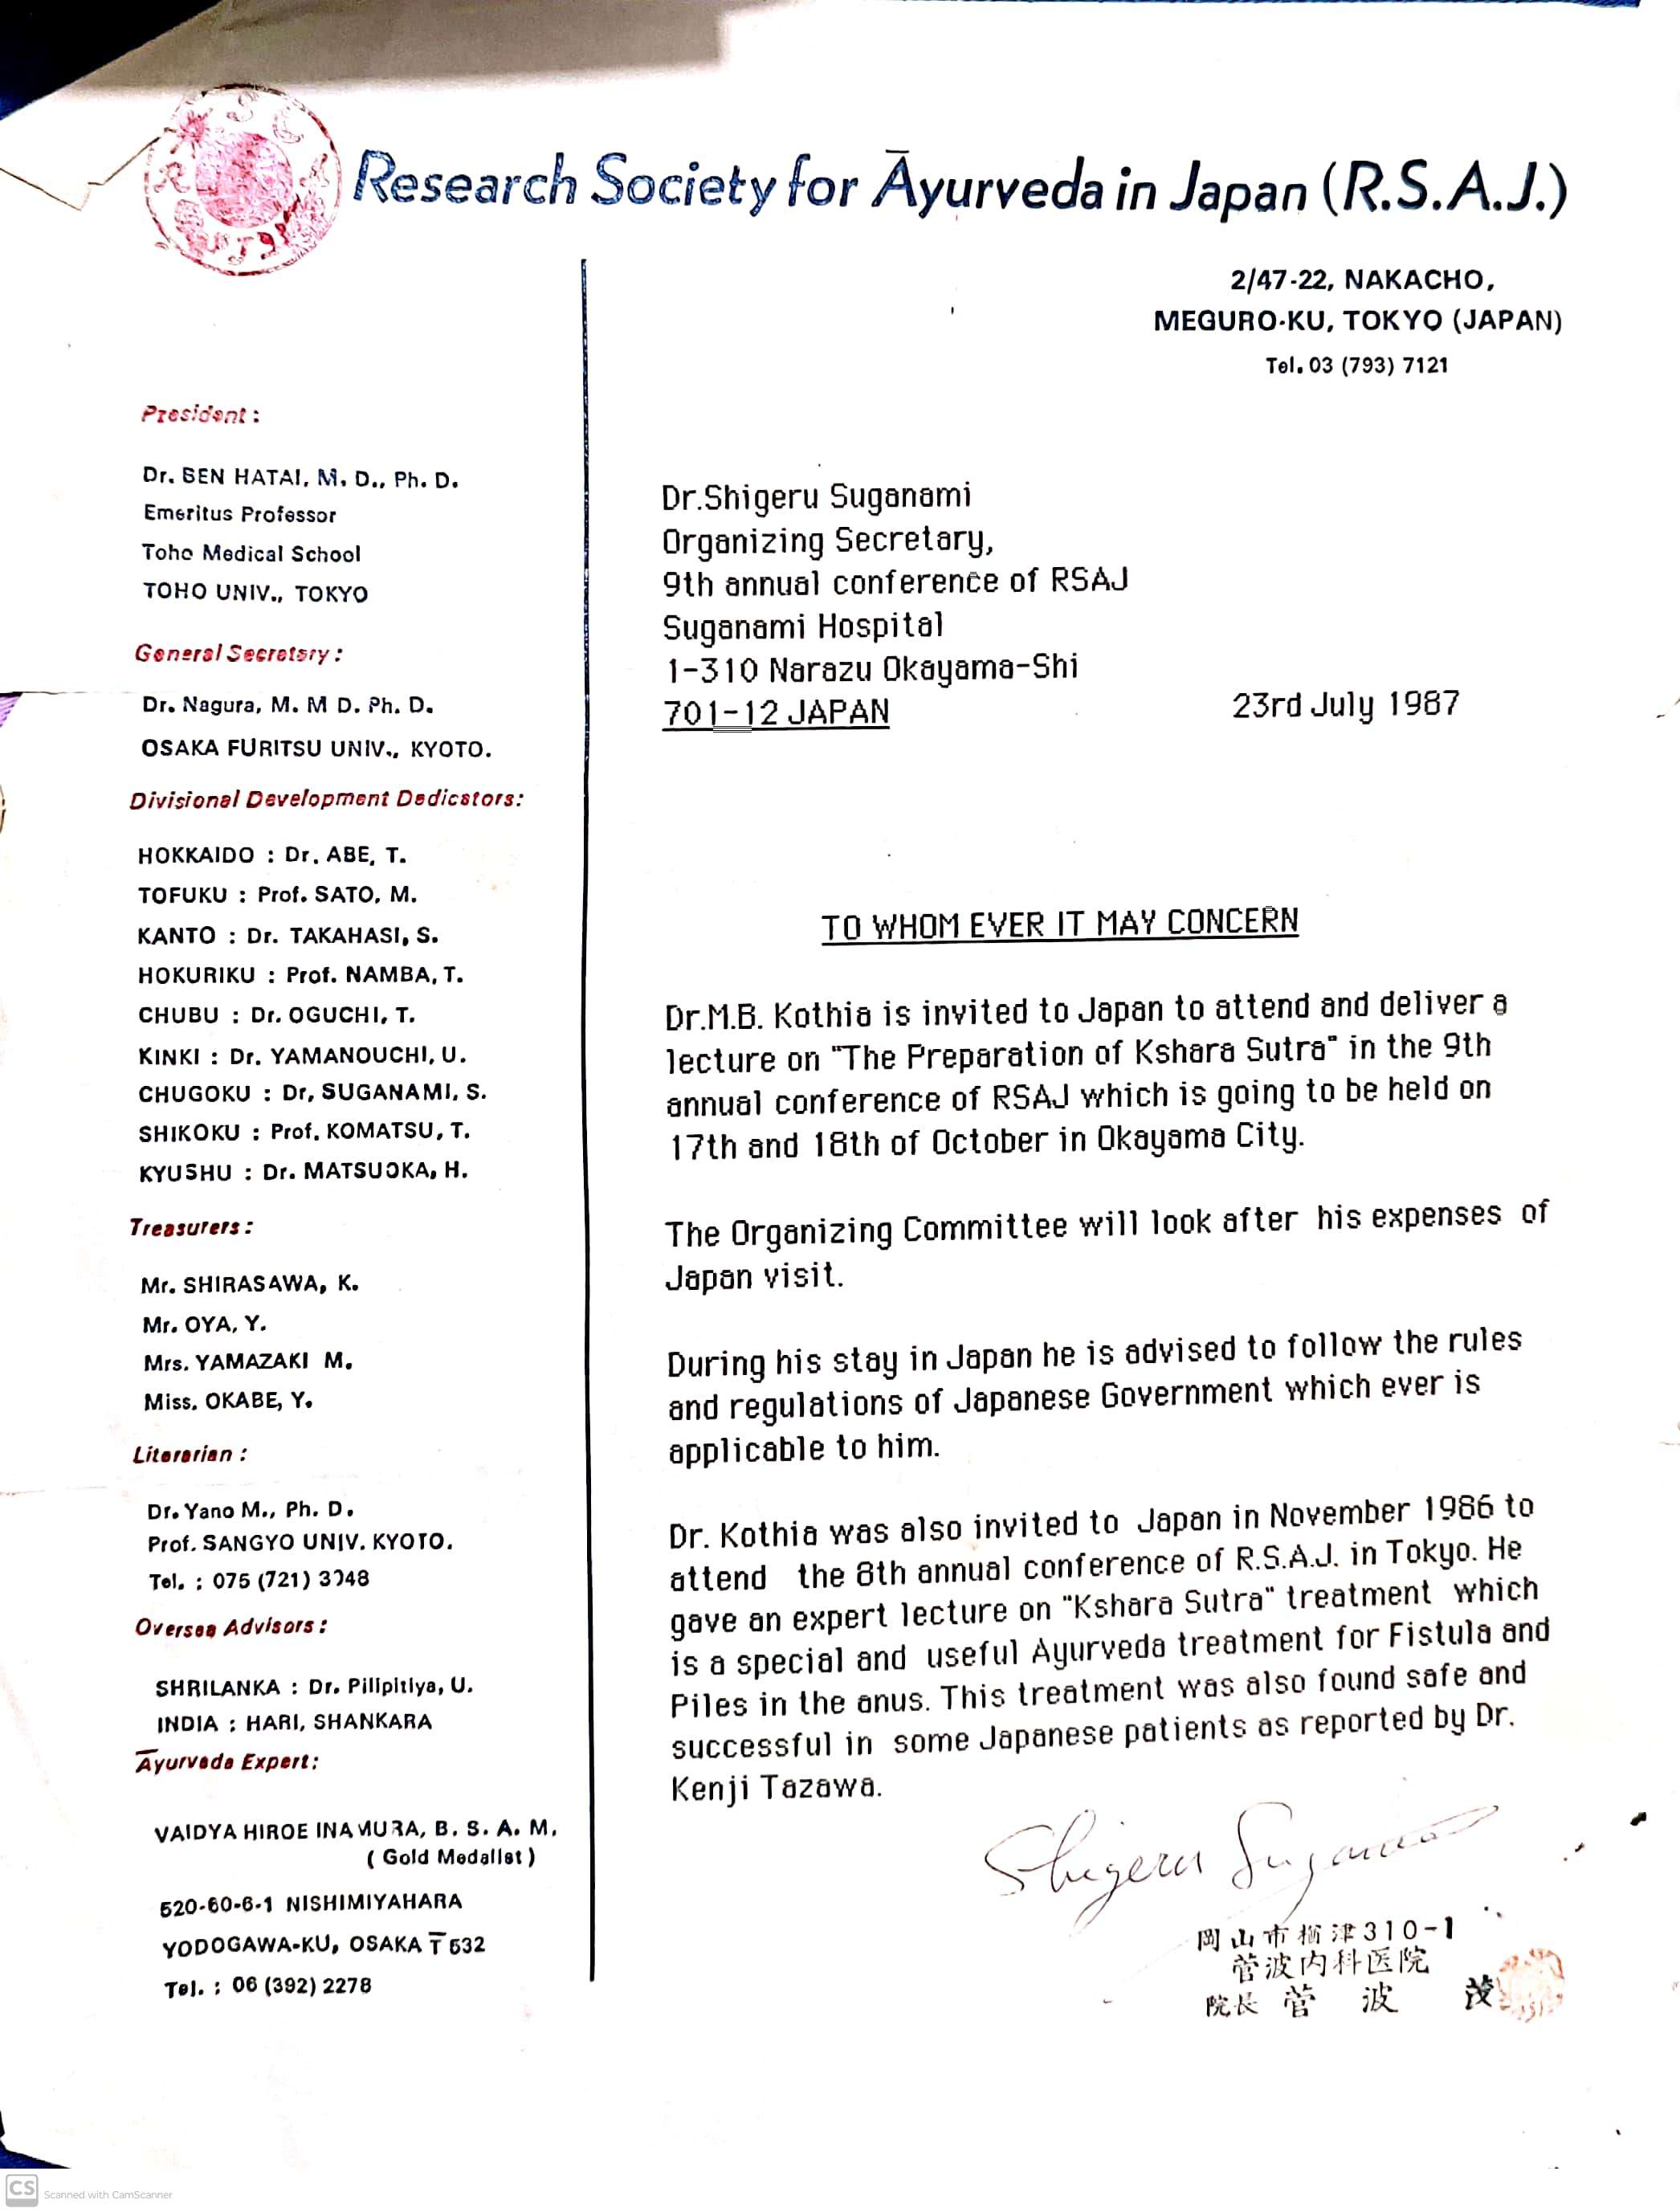 Research Society for Āyurveda in Japan (R.S.A.J.)
2/47-22, NAKACHO,
MEGURO-KU, TOKYO (JAPAN)
Tel. 03 (793) 7121
President :
Dr. BEN HATAI, M. D., Ph. D.
Emeritus Professor
Toho Medical School
TOHO UNIV., TOKYO
General Secretary :
Dr. Nagura, M. M D. Ph. D.
OSAKA FURITSU UNIV., KYOTO.
Divisional Development Dedicators:
HOKKAIDO : Dr. ABE, T.
TOFUKU : Prof. SATO, M.
KANTO : Dr. TAKAHASI, S.
HOKURIKU : Prof. NAMBA, T.
CHUBU : Dr. OGUCHI, T.
KINKI : Dr. YAMANOUCHI, U.
CHUGOKU : Dr, SUGANAMI, S.
SHIKOKU : Prof. KOMATSU, T.
KYUSHU : Dr. MATSUOKA, H.
Treasurers :
Mr. SHIRASAWA, K.
Mr. OYA, Y.
Mrs. YAMAZAKI M.
Miss. OKABE, Y.
Literarian :
Dr. Yano M., Ph. D.
Prof. SANGYO UNIV. KYOTO.
Tel. : 075 (721)
Oversea Advisors :
SHRILANKA : Dr. Pilipitiya, U.
INDIA : HARI, SHANKARA
Āyurveda Expert:
VAIDYA HIROE INAMURA, B. S. A. M.
( Gold Medallst )
520-60-6-1 NISHIMIYAHARA
YODOGAWA-KU, OSAKA 〒532
Tel. : 06 (392) 2278
Dr.Shigeru Suganami
Organizing Secretary,
9th annual conference of RSAJ
Suganami Hospital
1-310 Narazu Okayama-Shi
701-12 JAPAN 23rd July 1987
TO WHOM EVER IT MAY CONCERN
Dr.M.B. Kothia is invited to Japan to attend and deliver a
lecture on "The Preparation of Kshara Sutra" in the 9th
annual conference of RSAJ which is going to be held on
17th and 18th of October in Okayama City.
The Organizing Committee will look after his expenses of
Japan visit.
During his stay in Japan he is advised to follow the rules
and regulations of Japanese Government which ever is
applicable to him.
Dr. Kothia was also invited to Japan in November 1986 to
attend the 8th annual conference of R.S.A.J. in Tokyo. He
gave an expert lecture on "Kshara Sutra" treatment which
is a special and useful Ayurveda treatment for Fistula and
Piles in the anus. This treatment was also found safe and
successful in some Japanese patients as reported by Dr.
Kenji Tazawa.
Shigeru Suganami
岡山市楢津310-1
菅波内科医院
院長 菅 波 茂
CS Scanned with CamScanner